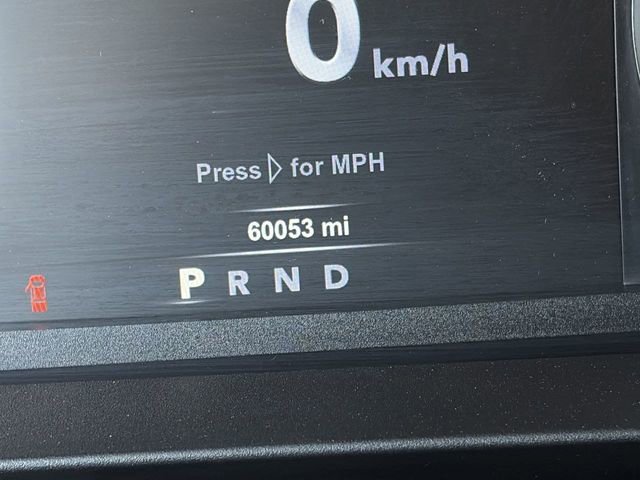 0 km/h
Press ▷ for MPH
60053 mi
P R N D